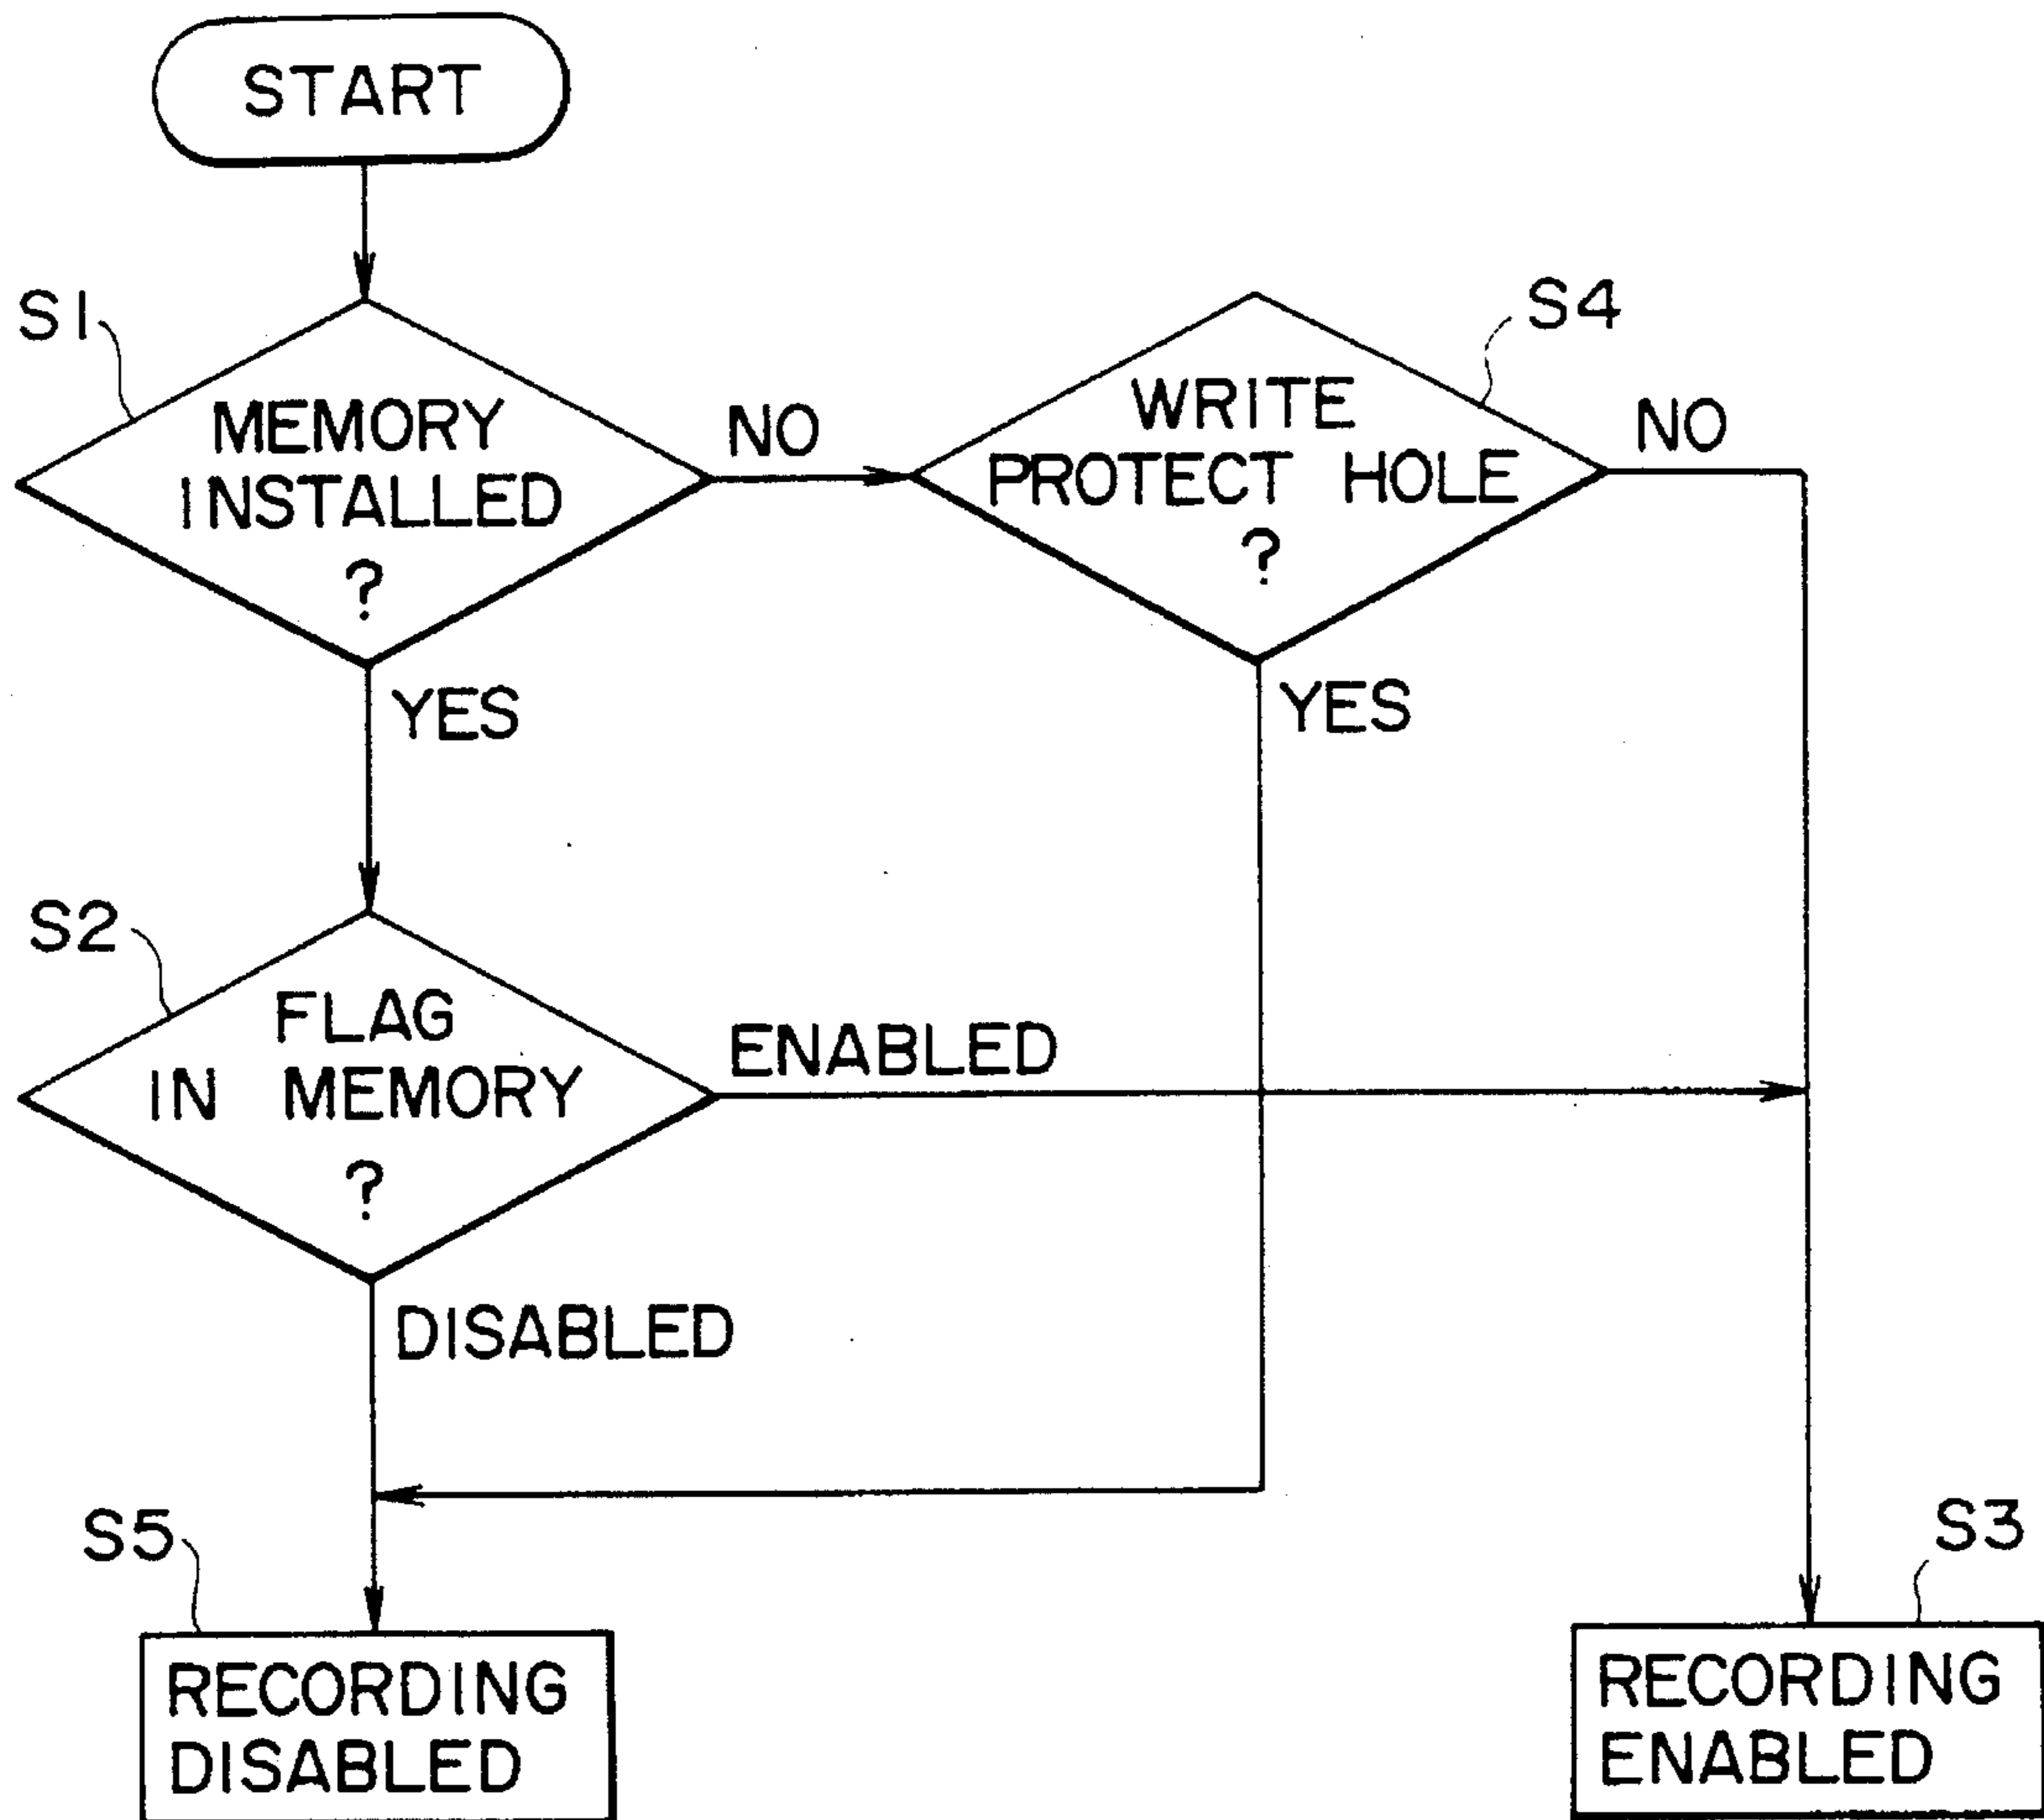 START
S1
MEMORY
INSTALLED
?
NO
YES
S4
WRITE
PROTECT HOLE
?
NO
YES
S2
FLAG
IN MEMORY
?
ENABLED
DISABLED
S5
RECORDING
DISABLED
S3
RECORDING
ENABLED